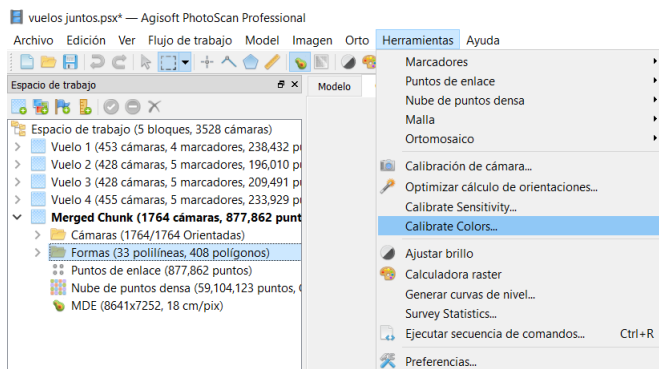 vuelos juntos.psx* — Agisoft PhotoScan Professional
Archivo Edición Ver Flujo de trabajo Model Imagen Orto Herramientas Ayuda
Espacio de trabajo
Modelo
Espacio de trabajo (5 bloques, 3528 cámaras)
Vuelo 1 (453 cámaras, 4 marcadores, 238,432 p
Vuelo 2 (428 cámaras, 5 marcadores, 196,010 p
Vuelo 3 (428 cámaras, 5 marcadores, 209,491 p
Vuelo 4 (455 cámaras, 5 marcadores, 233,929 p
Merged Chunk (1764 cámaras, 877,862 punt
Cámaras (1764/1764 Orientadas)
Formas (33 polilíneas, 408 polígonos)
Puntos de enlace (877,862 puntos)
Nube de puntos densa (59,104,123 puntos,
MDE (8641x7252, 18 cm/pix)
Marcadores
Puntos de enlace
Nube de puntos densa
Malla
Ortomosaico
Calibración de cámara...
Optimizar cálculo de orientaciones...
Calibrate Sensitivity...
Calibrate Colors...
Ajustar brillo
Calculadora raster
Generar curvas de nivel...
Survey Statistics...
Ejecutar secuencia de comandos... Ctrl+R
Preferencias...